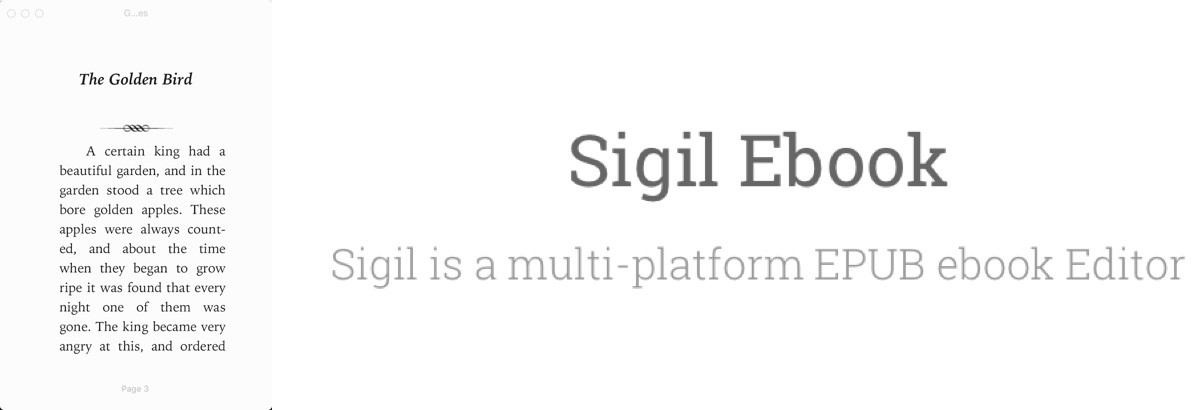 G...es
The Golden Bird
A certain king had a
beautiful garden, and in the
garden stood a tree which
bore golden apples. These
apples were always count-
ed, and about the time
when they began to grow
ripe it was found that every
night one of them was
gone. The king became very
angry at this, and ordered
Page 3
Sigil Ebook
Sigil is a multi-platform EPUB ebook Editor